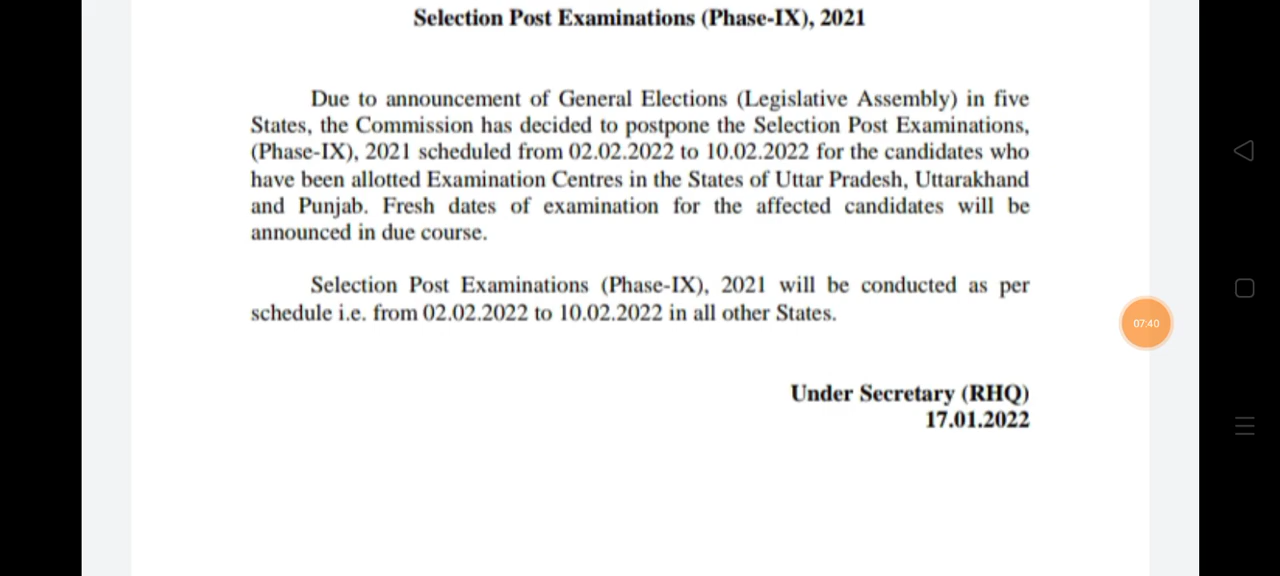 Selection Post Examinations (Phase-IX), 2021
Due to announcement of General Elections (Legislative Assembly) in five
States, the Commission has decided to postpone the Selection Post Examinations,
(Phase-IX), 2021 scheduled from 02.02.2022 to 10.02.2022 for the candidates who
have been allotted Examination Centres in the States of Uttar Pradesh, Uttarakhand
and Punjab. Fresh dates of examination for the affected candidates will be
announced in due course.
Selection Post Examinations (Phase-IX), 2021 will be conducted as per
schedule i.e. from 02.02.2022 to 10.02.2022 in all other States.
07:40
Under Secretary (RHQ)
17.01.2022